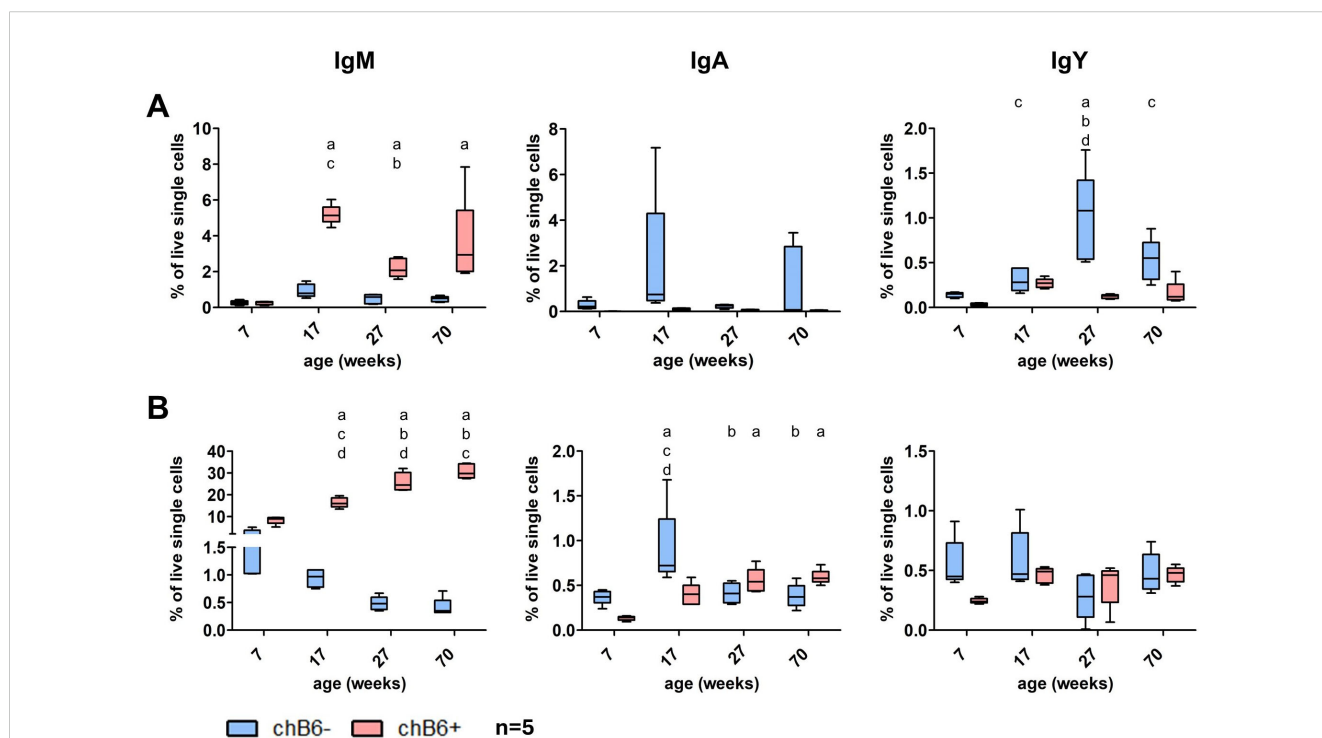 IgM IgA IgY
A
% of live single cells
10
8
6
4
2
0
a a a
c b
7 17 27 70
age (weeks)
% of live single cells
8
6
4
2
0
7 17 27 70
age (weeks)
% of live single cells
2.0
1.5
1.0
0.5
0.0
c a c
b
d
7 17 27 70
age (weeks)
B
% of live single cells
40
30
20
10
1.5
1.0
0.5
0.0
a a a
c b b
d d c
7 17 27 70
age (weeks)
% of live single cells
2.0
1.5
1.0
0.5
0.0
a b a b a
c
d
7 17 27 70
age (weeks)
% of live single cells
1.5
1.0
0.5
0.0
7 17 27 70
age (weeks)
chB6- chB6+ n=5